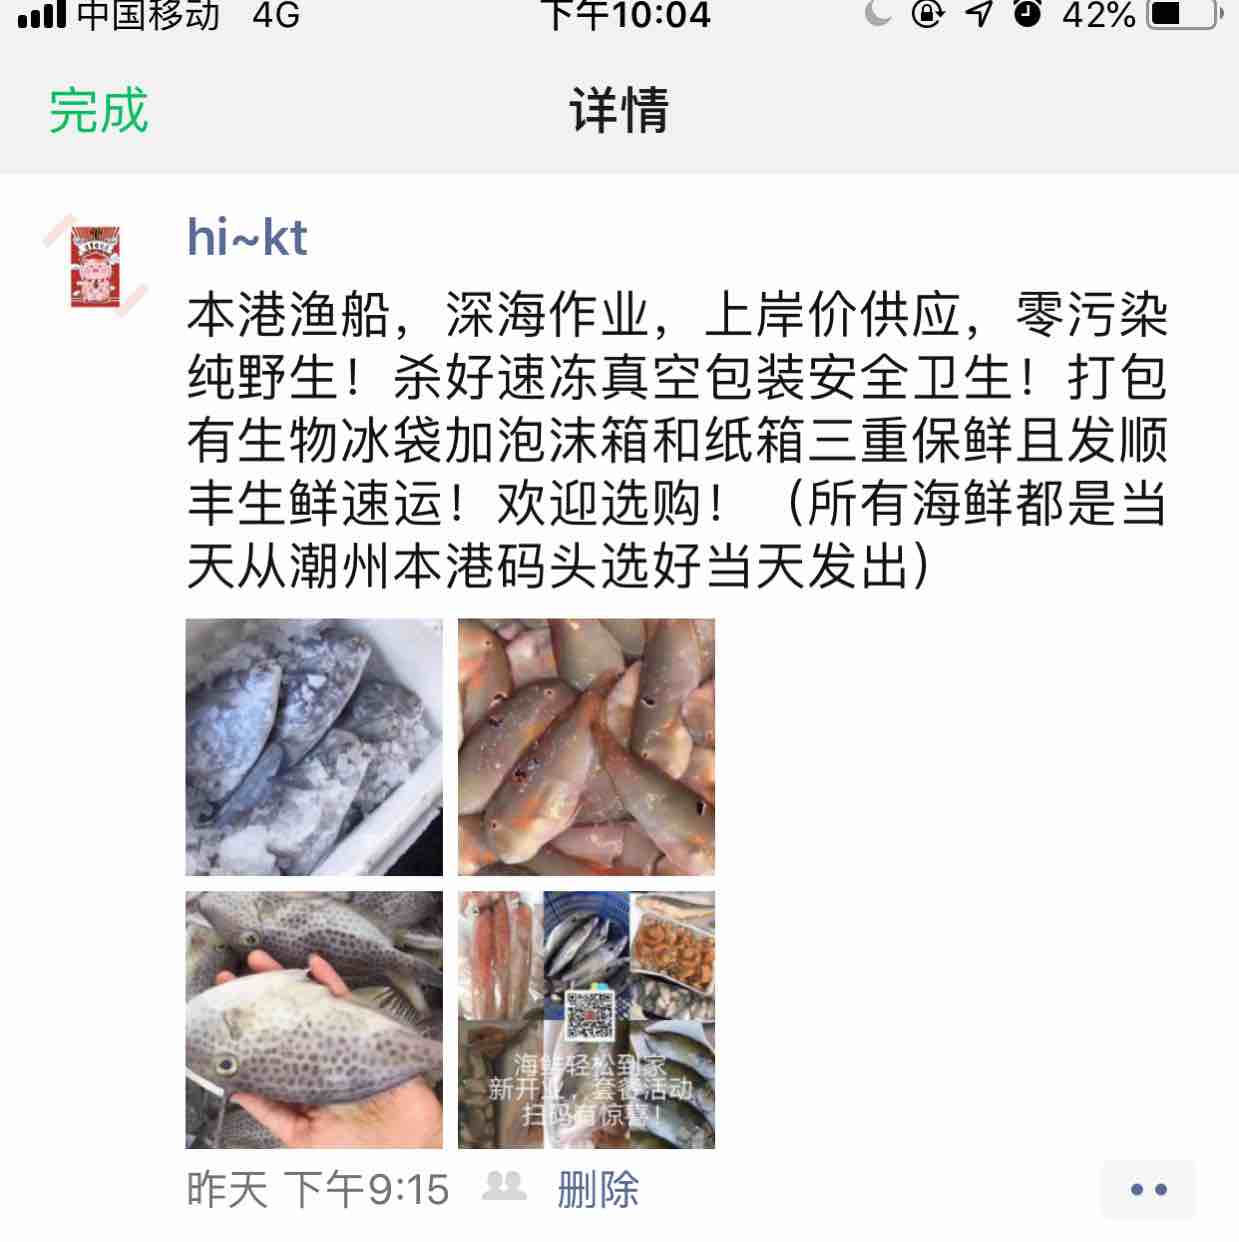 中国移动 4G 下午10:04 42%
完成 详情
hi~kt
本港渔船，深海作业，上岸价供应，零污染
纯野生！杀好速冻真空包装安全卫生！打包
有生物冰袋加泡沫箱和纸箱三重保鲜且发顺
丰生鲜速运！欢迎选购！（所有海鲜都是当
天从潮州本港码头选好当天发出）
海鲜轻松到家
新开业，套餐活动
扫码有惊喜！
昨天 下午9:15 删除